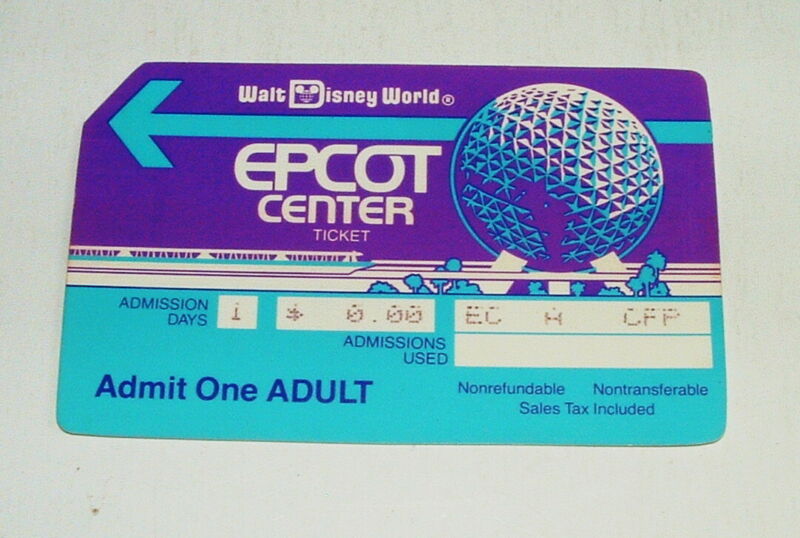 Walt Disney World®
EPCOT
CENTER
TICKET
ADMISSION
DAYS
1
$ 0.00
EC A CFP
ADMISSIONS
USED
Admit One ADULT
Nonrefundable Nontransferable
Sales Tax Included